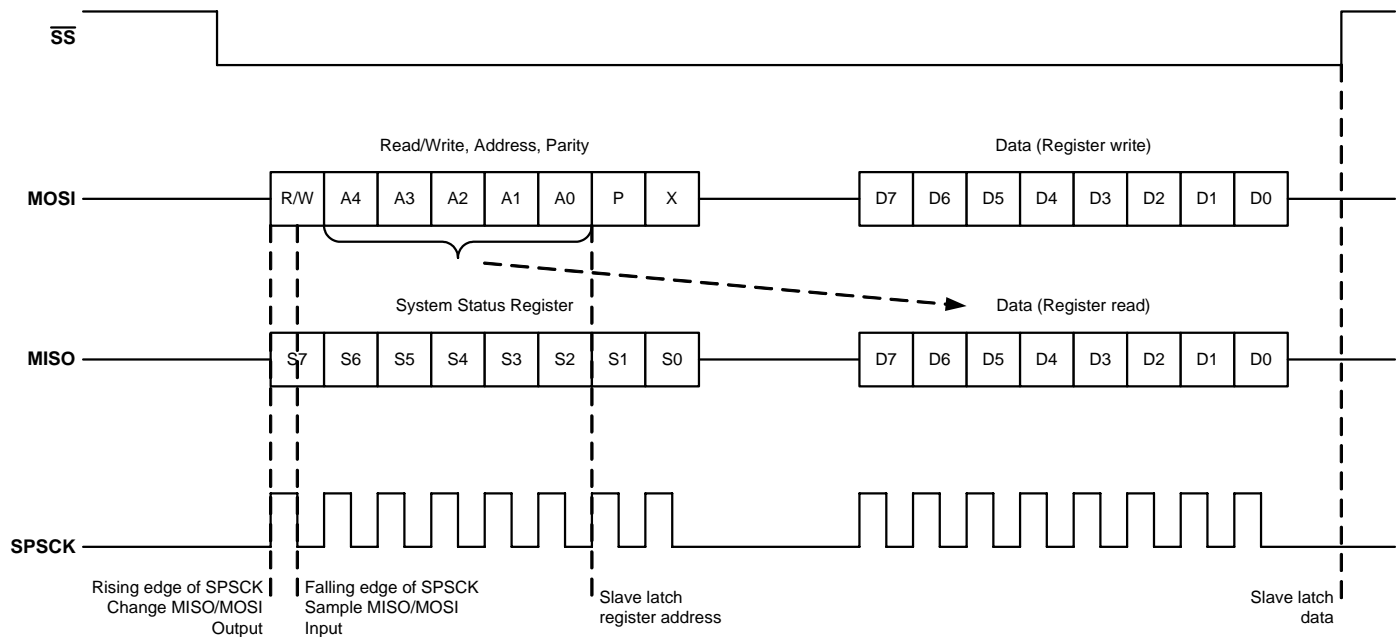 SS
Read/Write, Address, Parity
Data (Register write)
MOSI
R/W A4 A3 A2 A1 A0 P X
D7 D6 D5 D4 D3 D2 D1 D0
System Status Register
Data (Register read)
MISO
S7 S6 S5 S4 S3 S2 S1 S0
D7 D6 D5 D4 D3 D2 D1 D0
SPSCK
Rising edge of SPSCK
Change MISO/MOSI
Output
Falling edge of SPSCK
Sample MISO/MOSI
Input
Slave latch
register address
Slave latch
data